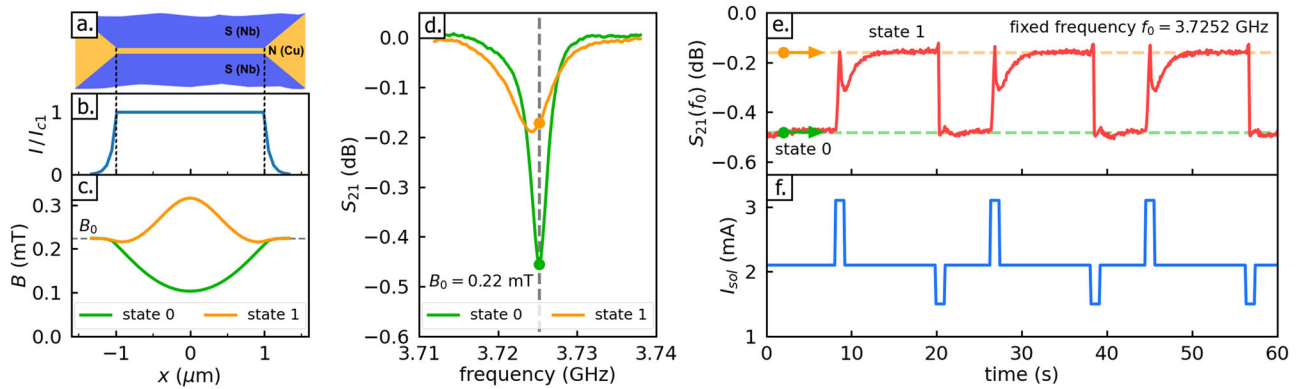 a.
S (Nb)
N (Cu)
S (Nb)
b.
I / I_c1
1
0
c.
B (mT)
0.3
0.2
0.1
0.0
B_0
state 0
state 1
−1
0
1
x (μm)
d.
S_21 (dB)
0.0
−0.1
−0.2
−0.3
−0.4
−0.5
−0.6
B_0 = 0.22 mT
state 0
state 1
3.71
3.72
3.73
3.74
frequency (GHz)
e.
S_21(f_0) (dB)
0.0
−0.2
−0.4
−0.6
state 1
fixed frequency f_0 = 3.7252 GHz
state 0
f.
I_sol (mA)
4
3
2
1
0
10
20
30
40
50
60
time (s)